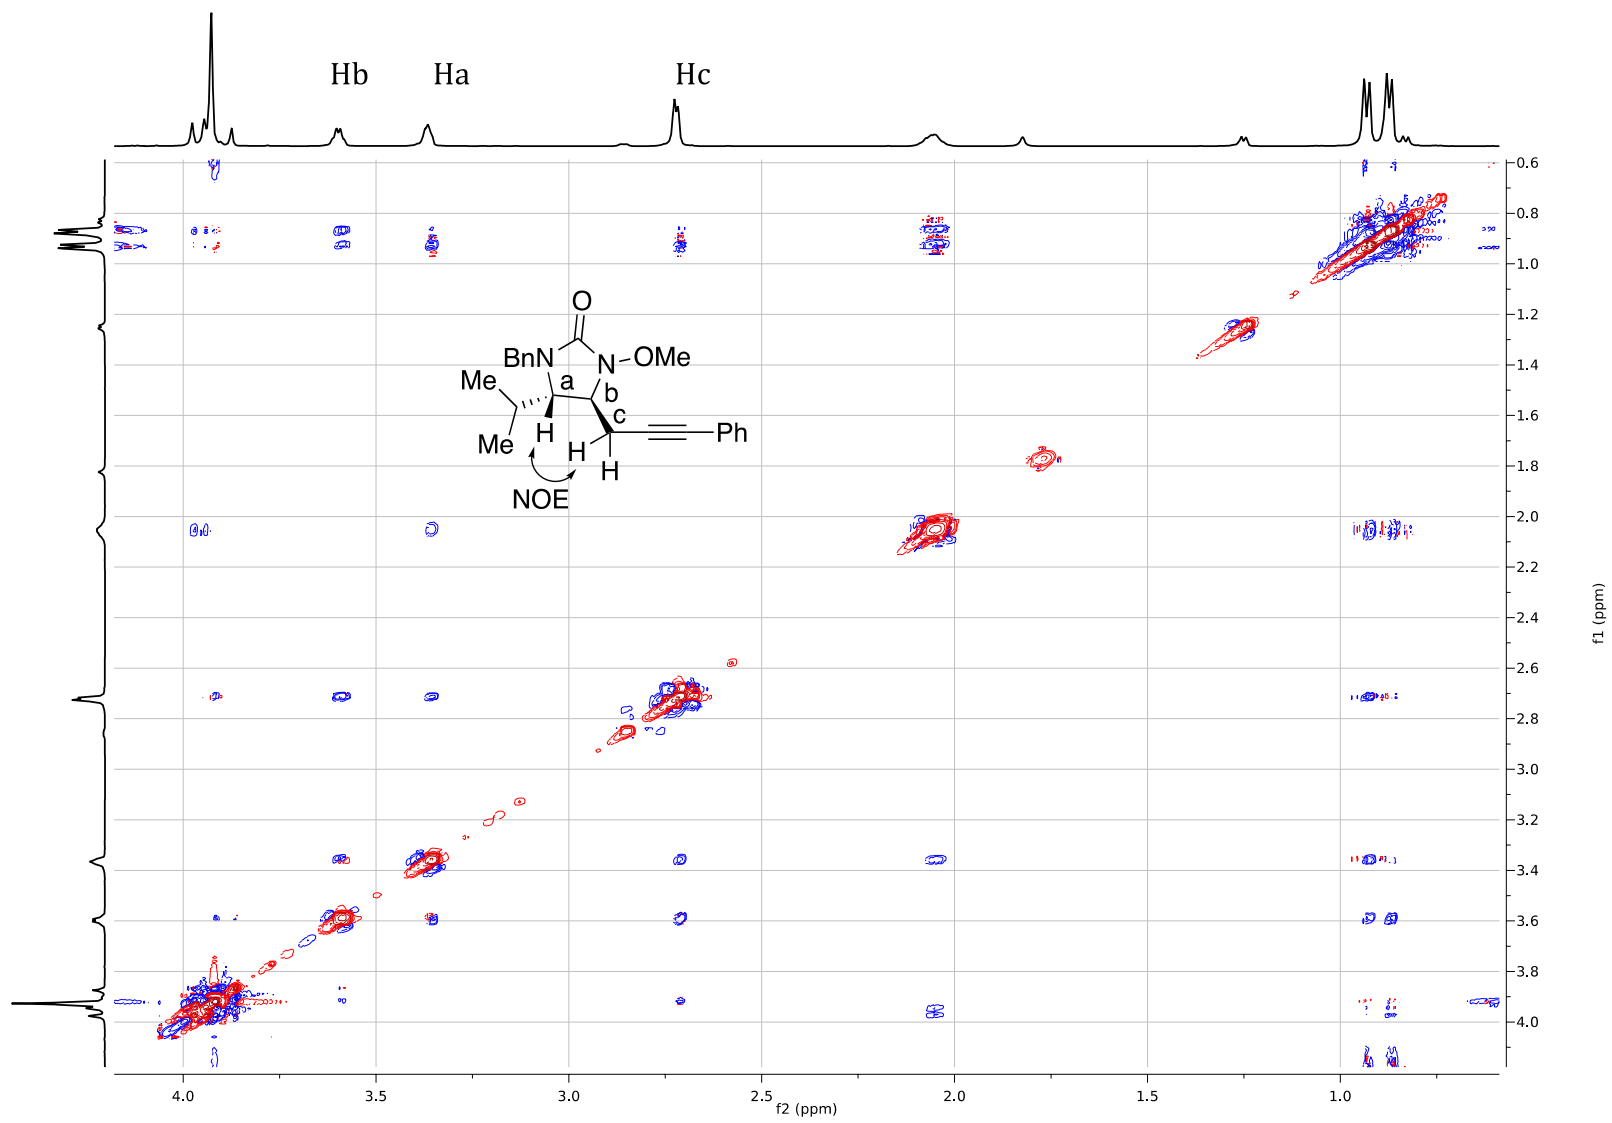 Hb Ha Hc
0.6
0.8
1.0
1.2
1.4
1.6
1.8
2.0
2.2
2.4
2.6
2.8
3.0
3.2
3.4
3.6
3.8
4.0
f1 (ppm)
O
BnN N OMe
Me a b
c
Me H H Ph
H
NOE
4.0 3.5 3.0 2.5 2.0 1.5 1.0
f2 (ppm)